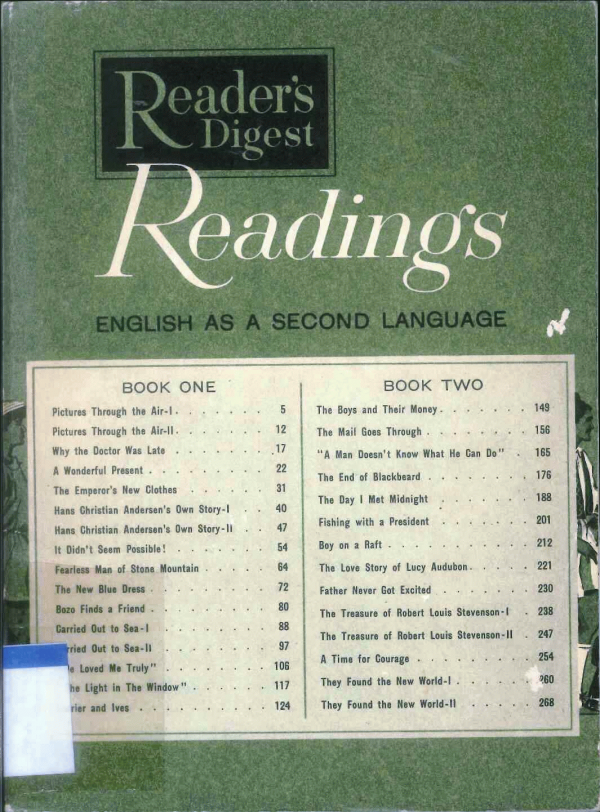 Reader's
Digest
Readings
ENGLISH AS A SECOND LANGUAGE
BOOK ONE
Pictures Through the Air-I . . . . . . . 5
Pictures Through the Air-II . . . . . . . 12
Why the Doctor Was Late . . . . . . . 17
A Wonderful Present . . . . . . . . 22
The Emperor's New Clothes . . . . . . 31
Hans Christian Andersen's Own Story-I . . 40
Hans Christian Andersen's Own Story-II . . 47
It Didn't Seem Possible! . . . . . . . 54
Fearless Man of Stone Mountain . . . . . 64
The New Blue Dress . . . . . . . . 72
Bozo Finds a Friend . . . . . . . . 80
Carried Out to Sea-I . . . . . . . . 88
rried Out to Sea-II . . . . . . . . 97
e Loved Me Truly" . . . . . . . . 106
he Light in The Window" . . . . . . 117
rier and Ives . . . . . . . . . 124
BOOK TWO
The Boys and Their Money . . . . . . 149
The Mail Goes Through . . . . . . . 156
"A Man Doesn't Know What He Can Do" . 165
The End of Blackbeard . . . . . . . 176
The Day I Met Midnight . . . . . . . 188
Fishing with a President . . . . . . . 201
Boy on a Raft . . . . . . . . . . 212
The Love Story of Lucy Audubon . . . . . 221
Father Never Got Excited . . . . . . . 230
The Treasure of Robert Louis Stevenson-I . 238
The Treasure of Robert Louis Stevenson-II . 247
A Time for Courage . . . . . . . . 254
They Found the New World-I . . . . . . 260
They Found the New World-II . . . . . 268